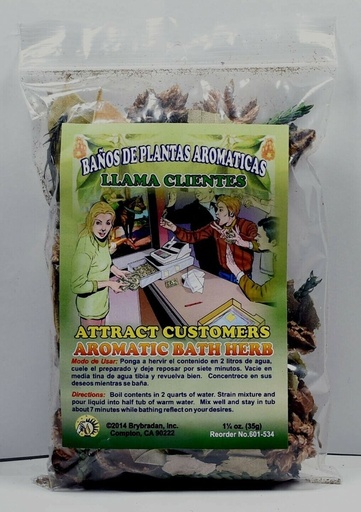 BAÑOS DE PLANTAS AROMATICAS
LLAMA CLIENTES
ATTRACT CUSTOMERS
AROMATIC BATH HERB
Modo de Usar: Ponga a hervir el contenido en 2 litros de agua,
cuele el preparado y deje reposar por siete minutos. Vacie en
media tina de agua tibia y revuelva bien. Concentrece en sus
deseos mientras se baña.
Directions: Boil contents in 2 quarts of water. Strain mixture and
pour liquid into half tub of warm water. Mix well and stay in tub
about 7 minutes while bathing reflect on your desires.
©2014 Brybradan, Inc.
Compton, CA 90222
1¼ oz. (35g)
Reorder No.601-534